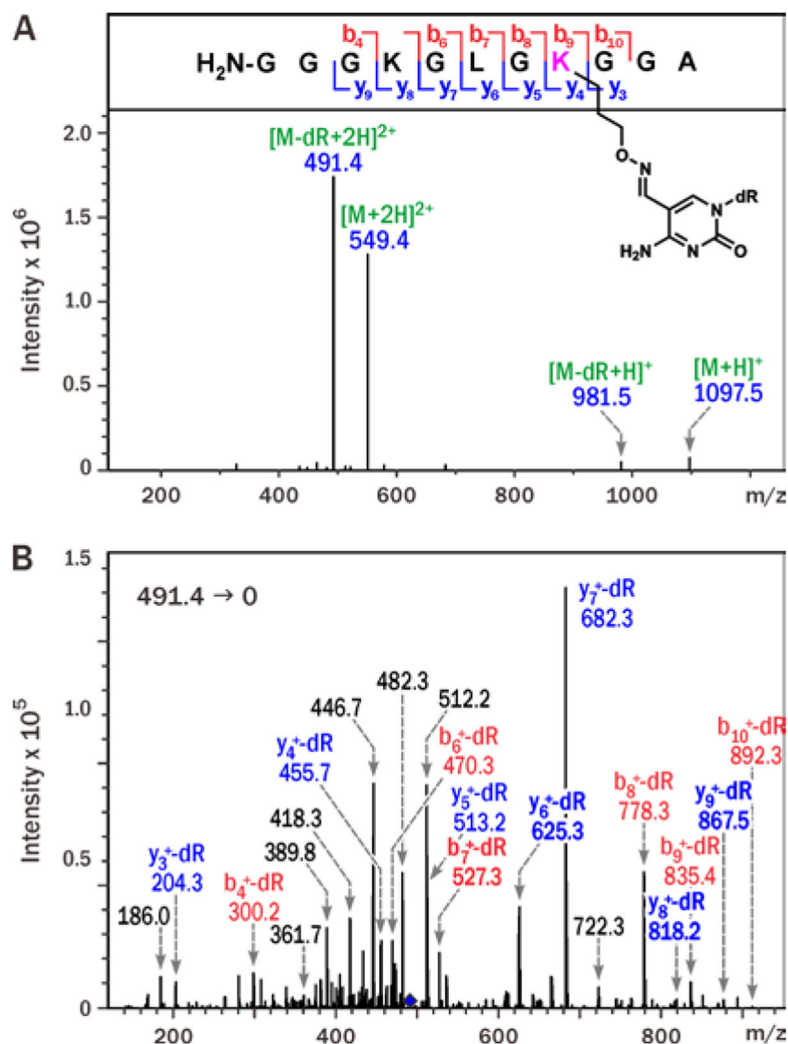 A
b4 b6 b7 b8 b9 b10
H2N-G G G K G L G K G G A
y9 y8 y7 y6 y5 y4 y3
O N
N dR
H2N N O
Intensity x 10^6
2.0
1.5
1.0
0.5
0
[M-dR+2H]2+
491.4
[M+2H]2+
549.4
[M-dR+H]+
981.5
[M+H]+
1097.5
200 400 600 800 1000 m/z
B
Intensity x 10^5
1.5
1.0
0.5
0
491.4 → 0
y7+-dR
682.3
482.3
446.7
512.2
b10+-dR
892.3
y4+-dR
455.7
b6+-dR
470.3
b8+-dR
778.3
y9+-dR
867.5
y5+-dR
513.2
y6+-dR
625.3
418.3
389.8
b7+-dR
527.3
b9+-dR
835.4
y3+-dR
204.3
b4+-dR
300.2
y8+-dR
818.2
186.0
361.7
722.3
200 400 600 800 m/z